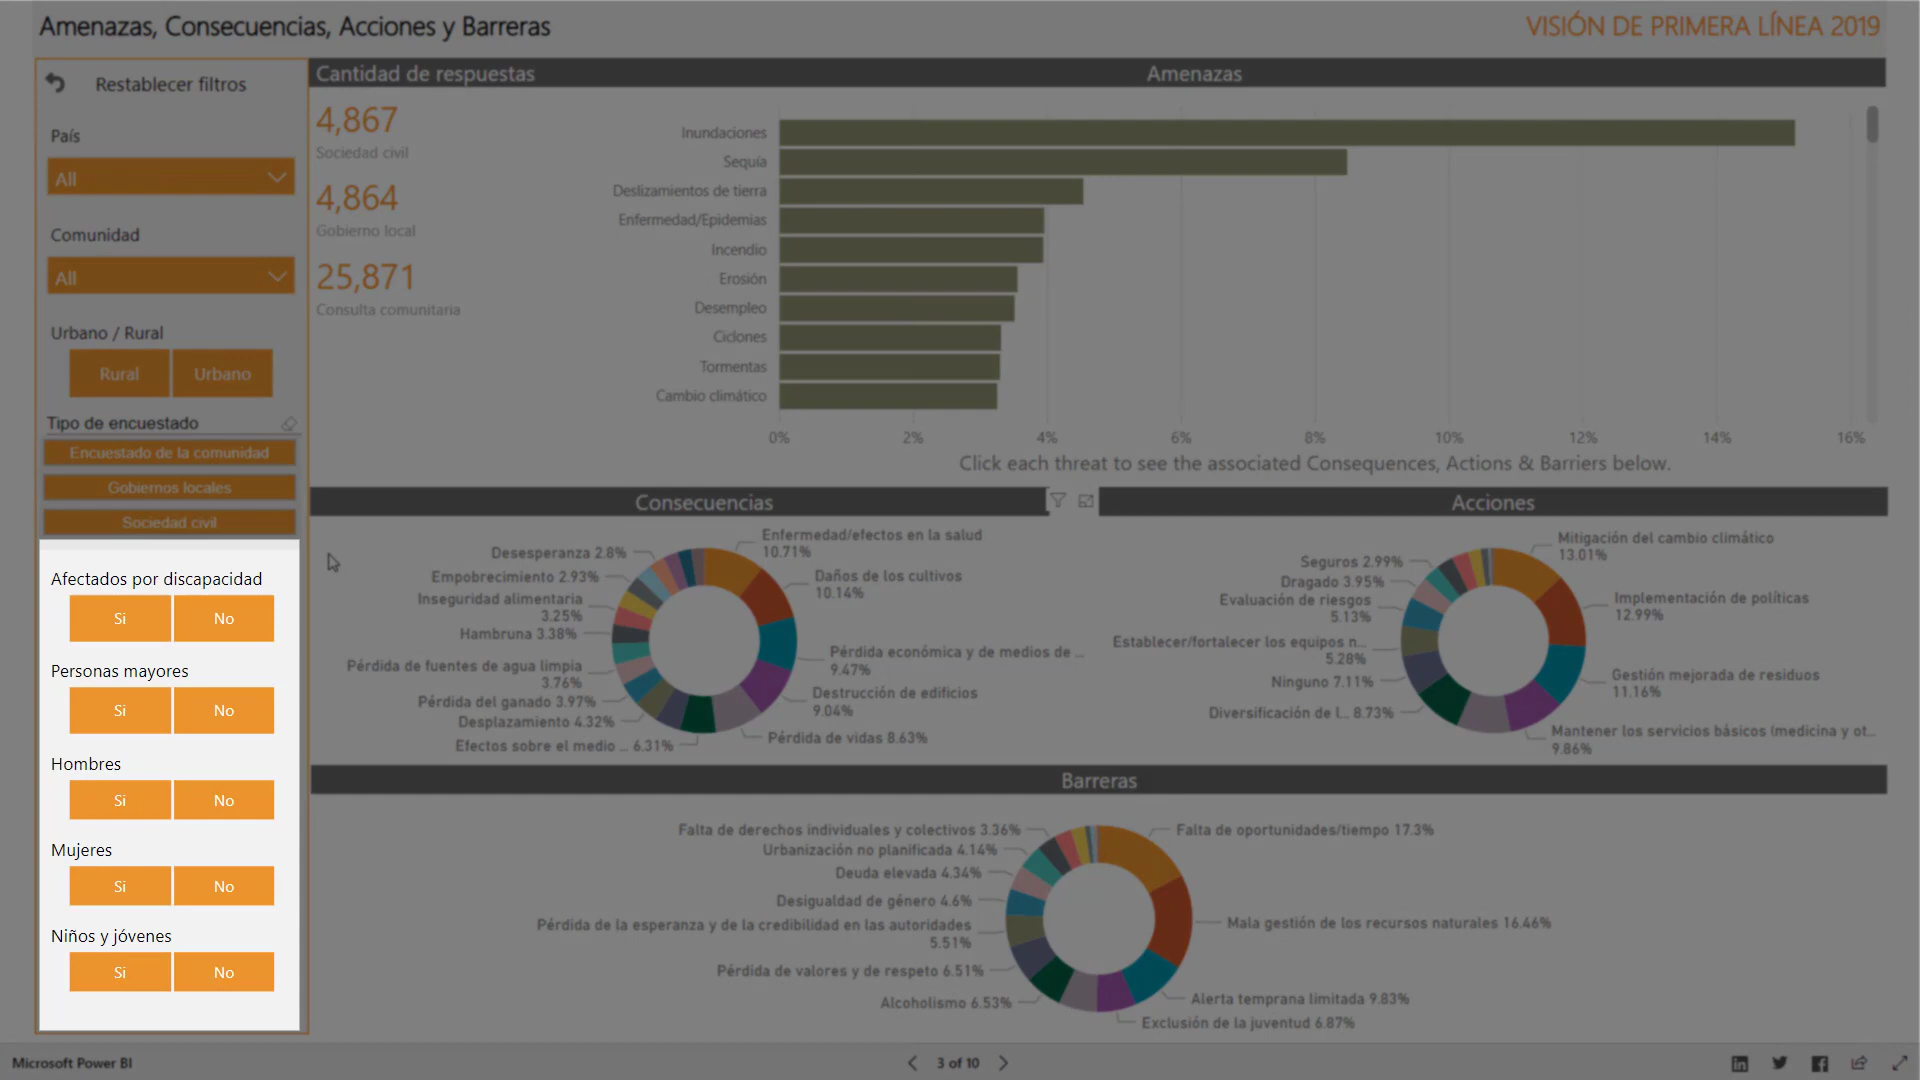 Amenazas, Consecuencias, Acciones y Barreras
VISIÓN DE PRIMERA LÍNEA 2019
Restablecer filtros
País
All
Comunidad
All
Urbano / Rural
Rural
Urbano
Tipo de encuestado
Encuestado de la comunidad
Gobiernos locales
Sociedad civil
Afectados por discapacidad
Si
No
Personas mayores
Si
No
Hombres
Si
No
Mujeres
Si
No
Niños y jóvenes
Si
No
Cantidad de respuestas
4,867
Sociedad civil
4,864
Gobierno local
25,871
Consulta comunitaria
Amenazas
Inundaciones
Sequía
Deslizamientos de tierra
Enfermedad/Epidemias
Incendio
Erosión
Desempleo
Ciclones
Tormentas
Cambio climático
0%
2%
4%
6%
8%
10%
12%
14%
16%
Click each threat to see the associated Consequences, Actions & Barriers below.
Consecuencias
Enfermedad/efectos en la salud
10.71%
Daños de los cultivos
10.14%
Pérdida económica y de medios de ...
9.47%
Destrucción de edificios
9.04%
Pérdida de vidas 8.63%
Efectos sobre el medio ... 6.31%
Desplazamiento 4.32%
Pérdida del ganado 3.97%
Pérdida de fuentes de agua limpia
3.76%
Hambruna 3.38%
Inseguridad alimentaria
3.25%
Empobrecimiento 2.93%
Desesperanza 2.8%
Acciones
Mitigación del cambio climático
13.01%
Implementación de políticas
12.99%
Gestión mejorada de residuos
11.16%
Mantener los servicios básicos (medicina y ot...
9.86%
Diversificación de l... 8.73%
Ninguno 7.11%
Establecer/fortalecer los equipos n...
5.28%
Evaluación de riesgos
5.13%
Dragado 3.95%
Seguros 2.99%
Barreras
Falta de oportunidades/tiempo 17.3%
Mala gestión de los recursos naturales 16.46%
Alerta temprana limitada 9.83%
Exclusión de la juventud 6.87%
Alcoholismo 6.53%
Pérdida de valores y de respeto 6.51%
Pérdida de la esperanza y de la credibilidad en las autoridades
5.51%
Desigualdad de género 4.6%
Deuda elevada 4.34%
Urbanización no planificada 4.14%
Falta de derechos individuales y colectivos 3.36%
Microsoft Power BI
3 of 10